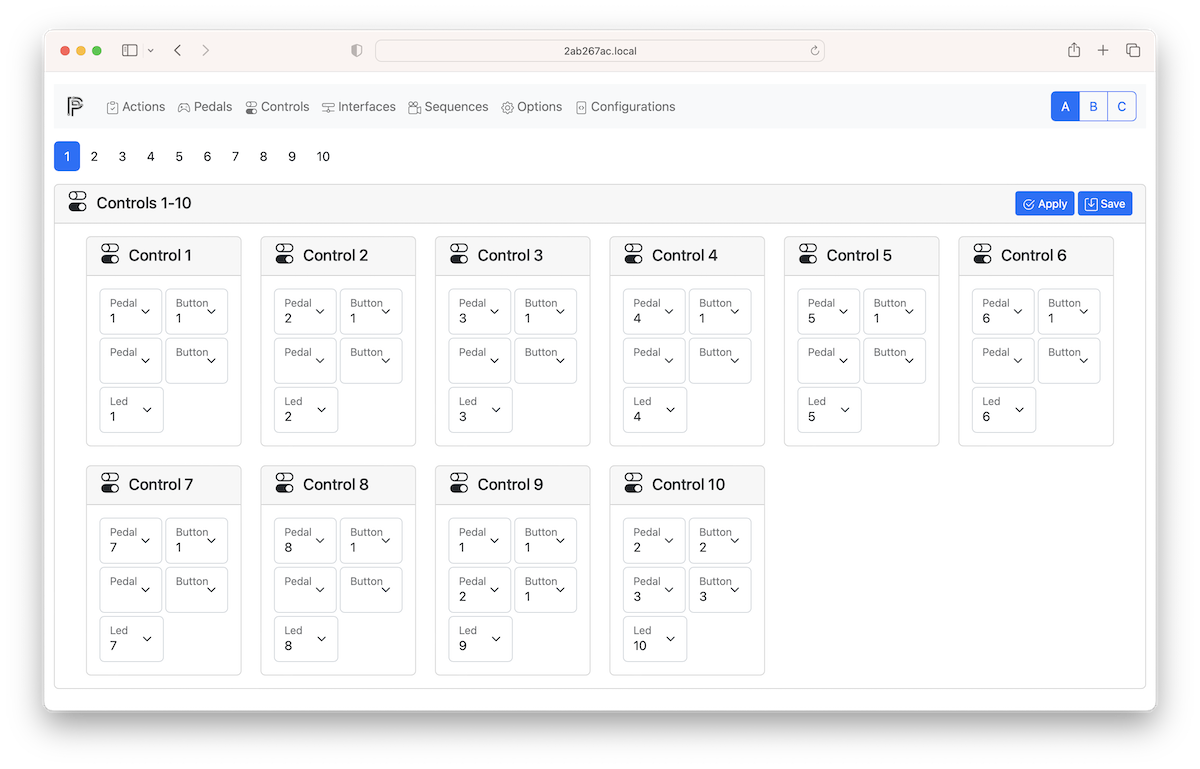 2ab267ac.local
Actions Pedals Controls Interfaces Sequences Options Configurations A B C
1 2 3 4 5 6 7 8 9 10
Controls 1-10 Apply Save
Control 1 Control 2 Control 3 Control 4 Control 5 Control 6
Pedal Button Pedal Button Pedal Button Pedal Button Pedal Button Pedal Button
1 1 2 1 3 1 4 1 5 1 6 1
Pedal Button Pedal Button Pedal Button Pedal Button Pedal Button Pedal Button
Led Led Led Led Led Led
1 2 3 4 5 6
Control 7 Control 8 Control 9 Control 10
Pedal Button Pedal Button Pedal Button Pedal Button
7 1 8 1 1 1 2 2
Pedal Button Pedal Button Pedal Button Pedal Button
2 1 3 3
Led Led Led Led
7 8 9 10